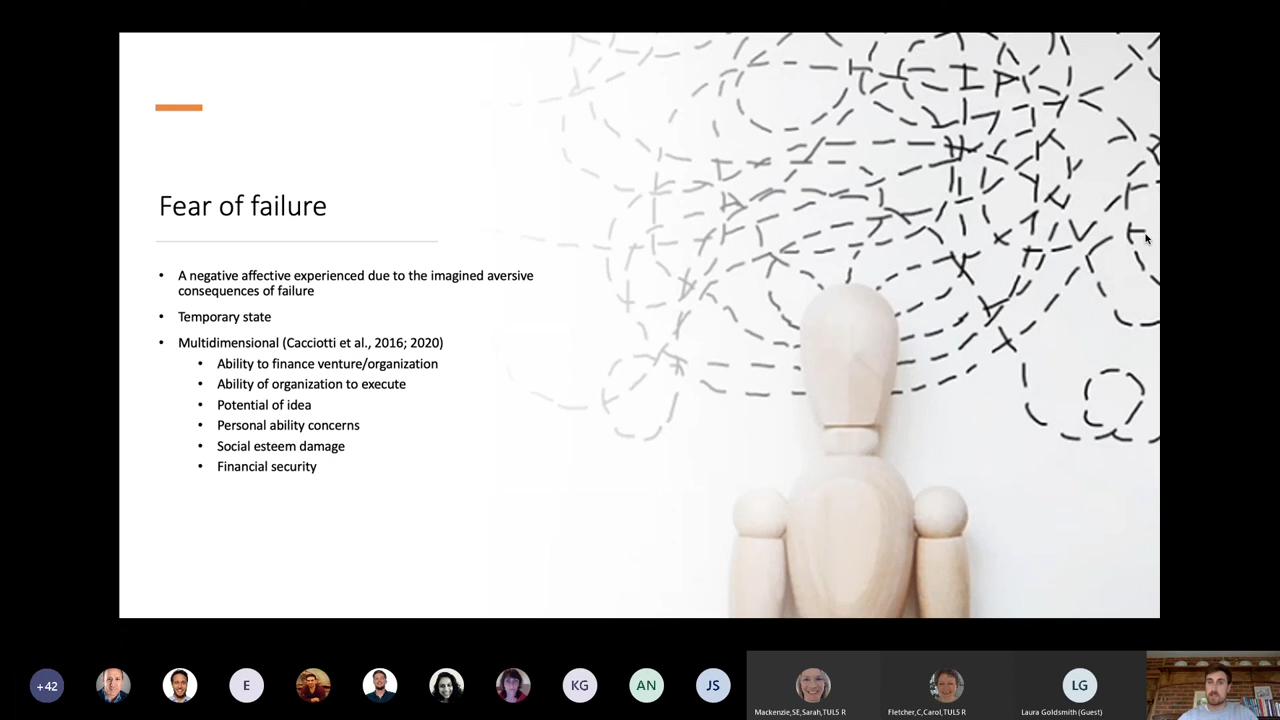 Fear of failure
• A negative affective experienced due to the imagined aversive
consequences of failure
• Temporary state
• Multidimensional (Cacciotti et al., 2016; 2020)
• Ability to finance venture/organization
• Ability of organization to execute
• Potential of idea
• Personal ability concerns
• Social esteem damage
• Financial security
+42
E
KG
AN
JS
LG
Mackenzie,SE,Sarah,TUL5 R
Fletcher,C,Carol,TUL5 R
Laura Goldsmith (Guest)